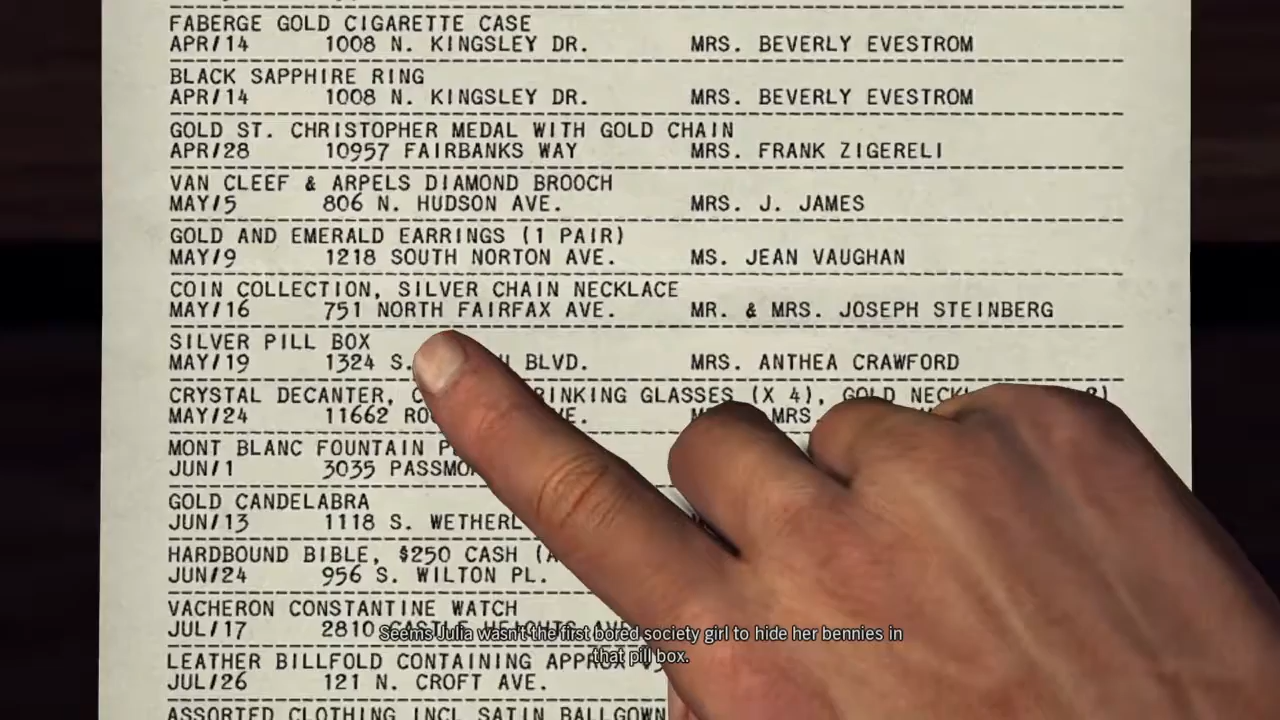 FABERGE GOLD CIGARETTE CASE
APR/14 1008 N. KINGSLEY DR. MRS. BEVERLY EVESTROM
BLACK SAPPHIRE RING
APR/14 1008 N. KINGSLEY DR. MRS. BEVERLY EVESTROM
GOLD ST. CHRISTOPHER MEDAL WITH GOLD CHAIN
APR/28 10957 FAIRBANKS WAY MRS. FRANK ZIGERELI
VAN CLEEF & ARPELS DIAMOND BROOCH
MAY/5 806 N. HUDSON AVE. MRS. J. JAMES
GOLD AND EMERALD EARRINGS (1 PAIR)
MAY/9 1218 SOUTH NORTON AVE. MS. JEAN VAUGHAN
COIN COLLECTION, SILVER CHAIN NECKLACE
MAY/16 751 NORTH FAIRFAX AVE. MR. & MRS. JOSEPH STEINBERG
SILVER PILL BOX
MAY/19 1324 S. BLVD. MRS. ANTHEA CRAWFORD
CRYSTAL DECANTER, GLASSES (X 4), GOLD
MAY/24 11662 MRS.
MONT BLANC FOUNTAIN
JUN/1 3035
GOLD CANDELABRA
JUN/13 1118 S.
HARDBOUND BIBLE, $250 CASH
JUN/24 956 S. WILTON PL.
VACHERON CONSTANTINE WATCH
JUL/17 2810 CASTLE HEIGHTS AVE
LEATHER BILLFOLD CONTAINING APPROX
JUL/26 121 N. CROFT AVE.
ASSORTED CLOTHING INCL SATIN BALLGOWN
Seems Julia wasn't the first bored society girl to hide her bennies in
that pill box.